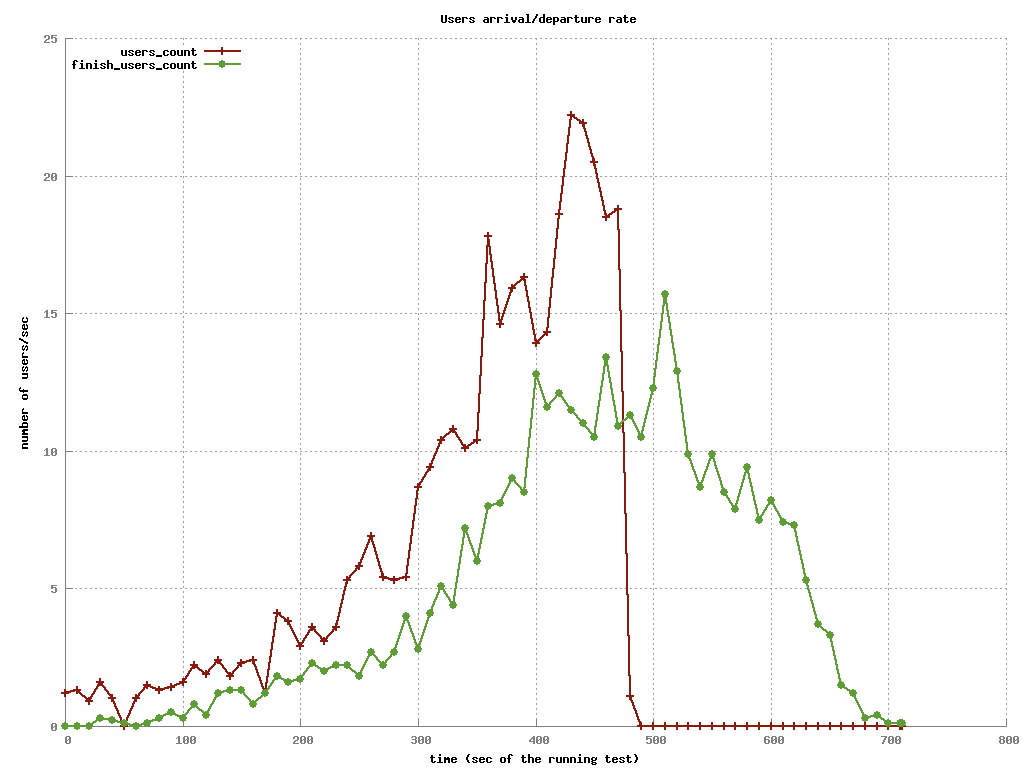 Users arrival/departure rate
25
users_count
finish_users_count
20
15
number of users/sec
10
5
0
0 100 200 300 400 500 600 700 800
time (sec of the running test)